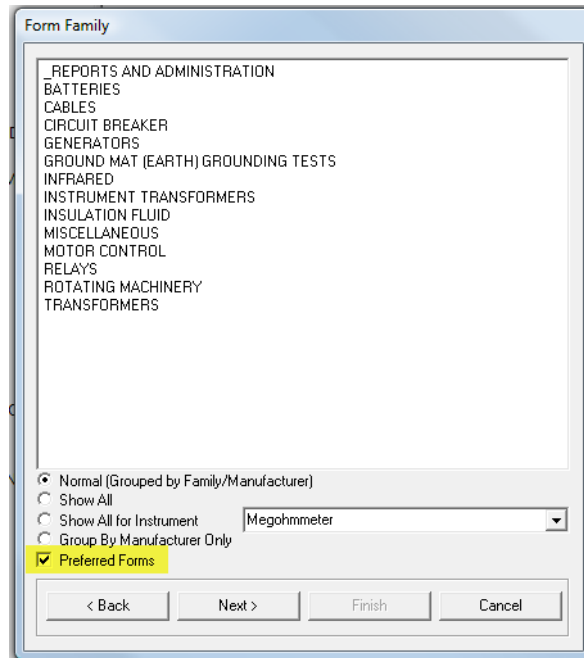 Form Family
_REPORTS AND ADMINISTRATION
BATTERIES
CABLES
CIRCUIT BREAKER
GENERATORS
GROUND MAT (EARTH) GROUNDING TESTS
INFRARED
INSTRUMENT TRANSFORMERS
INSULATION FLUID
MISCELLANEOUS
MOTOR CONTROL
RELAYS
ROTATING MACHINERY
TRANSFORMERS
Normal (Grouped by Family/Manufacturer)
Show All
Show All for Instrument Megohmmeter
Group By Manufacturer Only
Preferred Forms
< Back Next > Finish Cancel